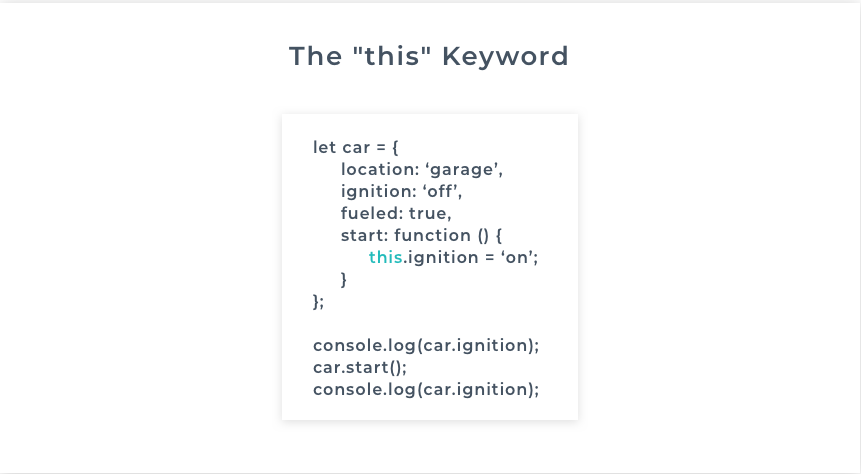 The "this" Keyword
let car = {
location: ‘garage’,
ignition: ‘off’,
fueled: true,
start: function () {
this.ignition = ‘on’;
}
};
console.log(car.ignition);
car.start();
console.log(car.ignition);